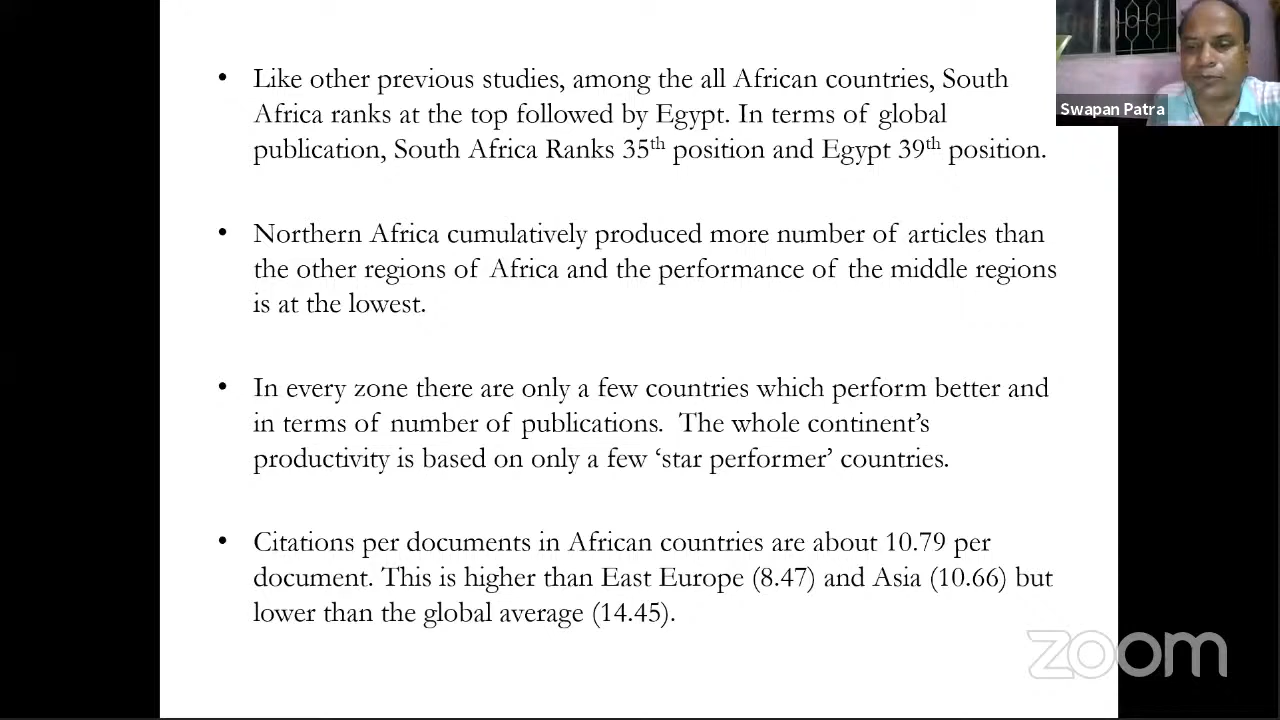 • Like other previous studies, among the all African countries, South
Africa ranks at the top followed by Egypt. In terms of global
publication, South Africa Ranks 35th position and Egypt 39th position.
• Northern Africa cumulatively produced more number of articles than
the other regions of Africa and the performance of the middle regions
is at the lowest.
• In every zone there are only a few countries which perform better and
in terms of number of publications. The whole continent’s
productivity is based on only a few ‘star performer’ countries.
• Citations per documents in African countries are about 10.79 per
document. This is higher than East Europe (8.47) and Asia (10.66) but
lower than the global average (14.45).
Swapan Patra
zoom